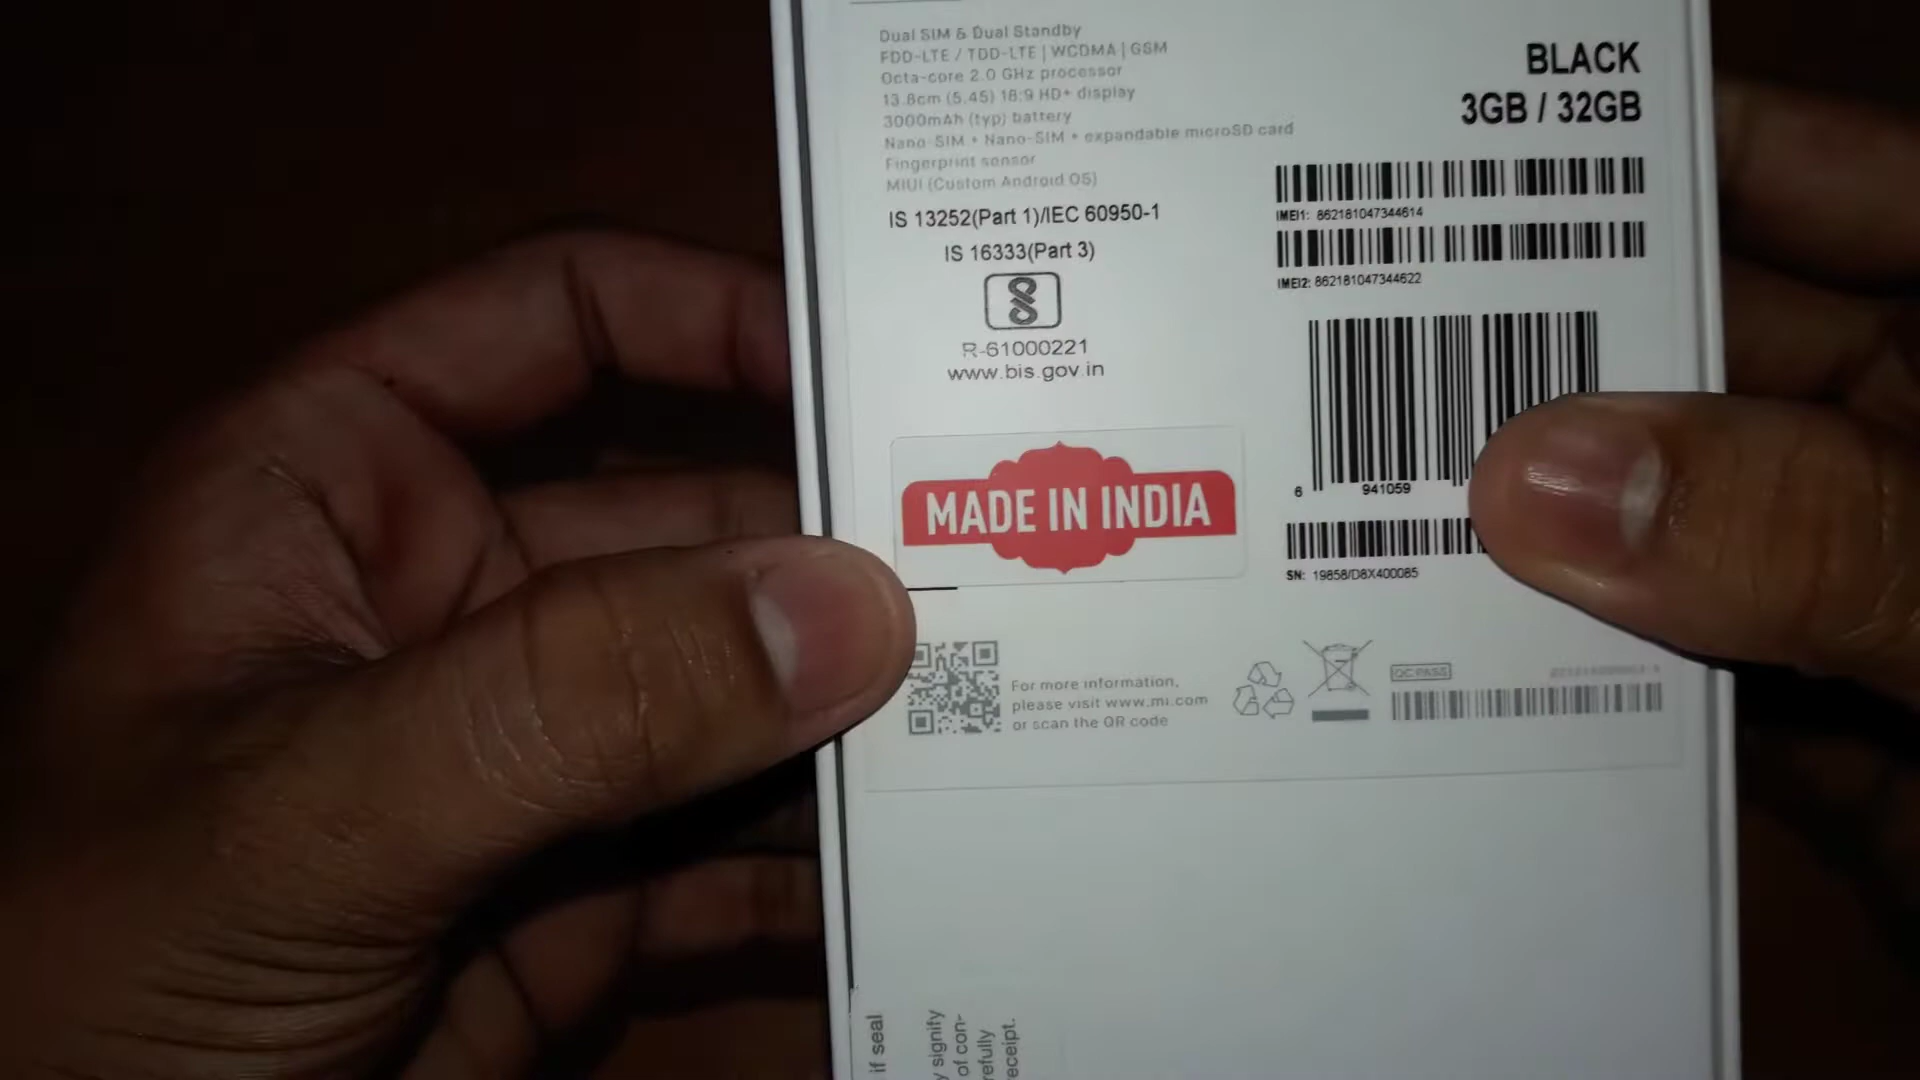 Dual SIM & Dual Standby
FDD-LTE / TDD-LTE | WCDMA | GSM
Octa-core 2.0 GHz processor
13.8cm (5.45) 18:9 HD+ display
3000mAh (typ) battery
Nano-SIM + Nano-SIM + expandable microSD card
Fingerprint sensor
MIUI (Custom Android OS)
IS 13252(Part 1)/IEC 60950-1
IS 16333(Part 3)
R-61000221
www.bis.gov.in
BLACK
3GB / 32GB
IMEI1: 862181047344614
IMEI2: 862181047344622
6 941059
SN: 19858/D8X400085
MADE IN INDIA
For more information,
please visit www.mi.com
or scan the QR code
QC PASS
if seal
signify
of con-
refully
eceipt.